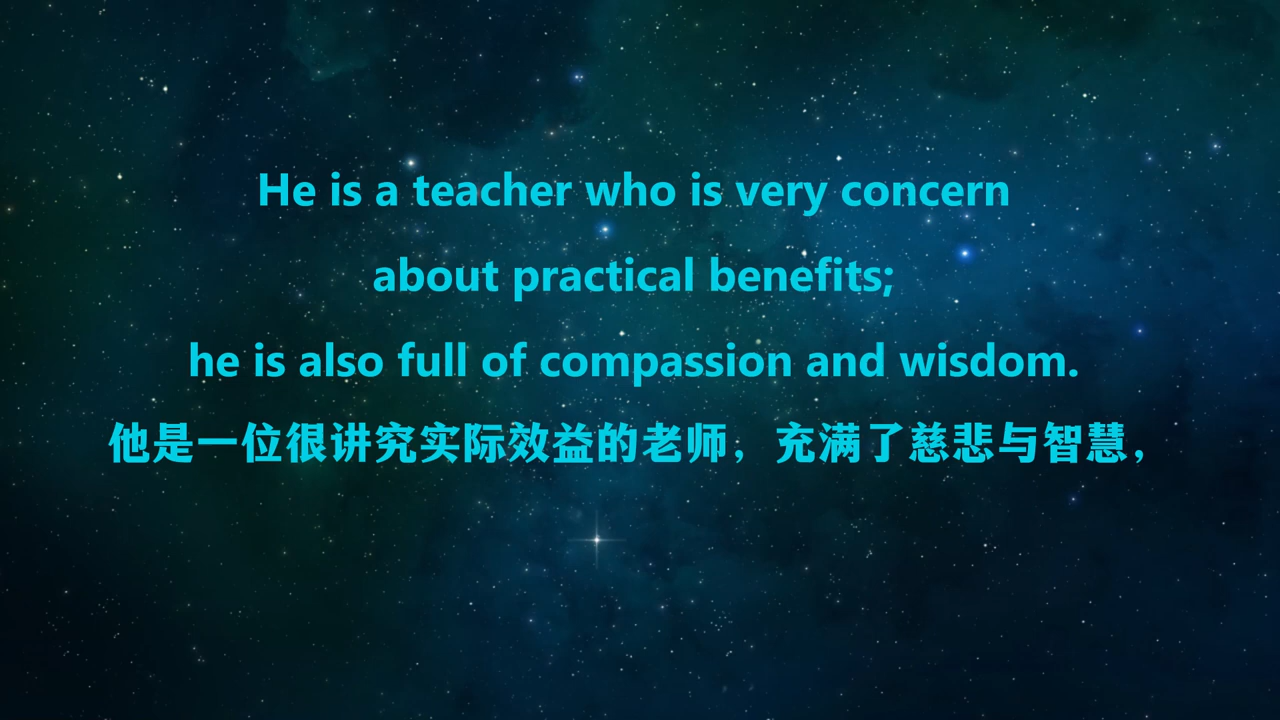 He is a teacher who is very concern
about practical benefits;
he is also full of compassion and wisdom.
他是一位很讲究实际效益的老师，充满了慈悲与智慧，